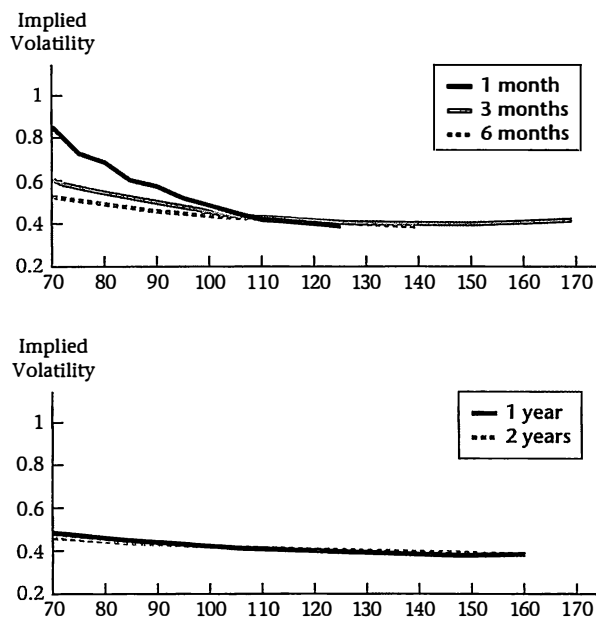 Implied
Volatility
1 month
3 months
6 months
1
0.8
0.6
0.4
0.2
70 80 90 100 110 120 130 140 150 160 170
Implied
Volatility
1 year
2 years
1
0.8
0.6
0.4
0.2
70 80 90 100 110 120 130 140 150 160 170